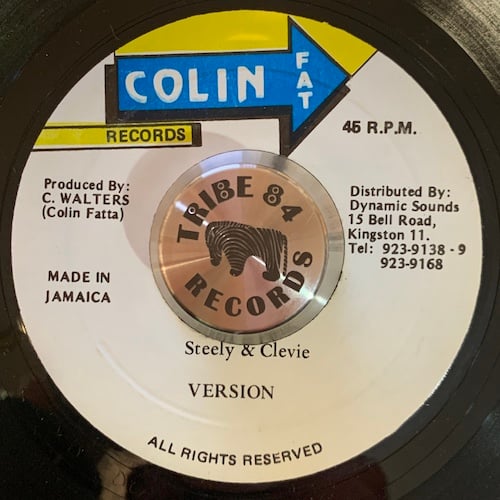 COLIN FAT
RECORDS
45 R.P.M.
Produced By:
C. WALTERS
(Colin Fatta)
Distributed By:
Dynamic Sounds
15 Bell Road,
Kingston 11.
Tel: 923-9138 - 9
923-9168
MADE IN
JAMAICA
TRIBE 84
RECORDS
Steely & Clevie
VERSION
ALL RIGHTS RESERVED